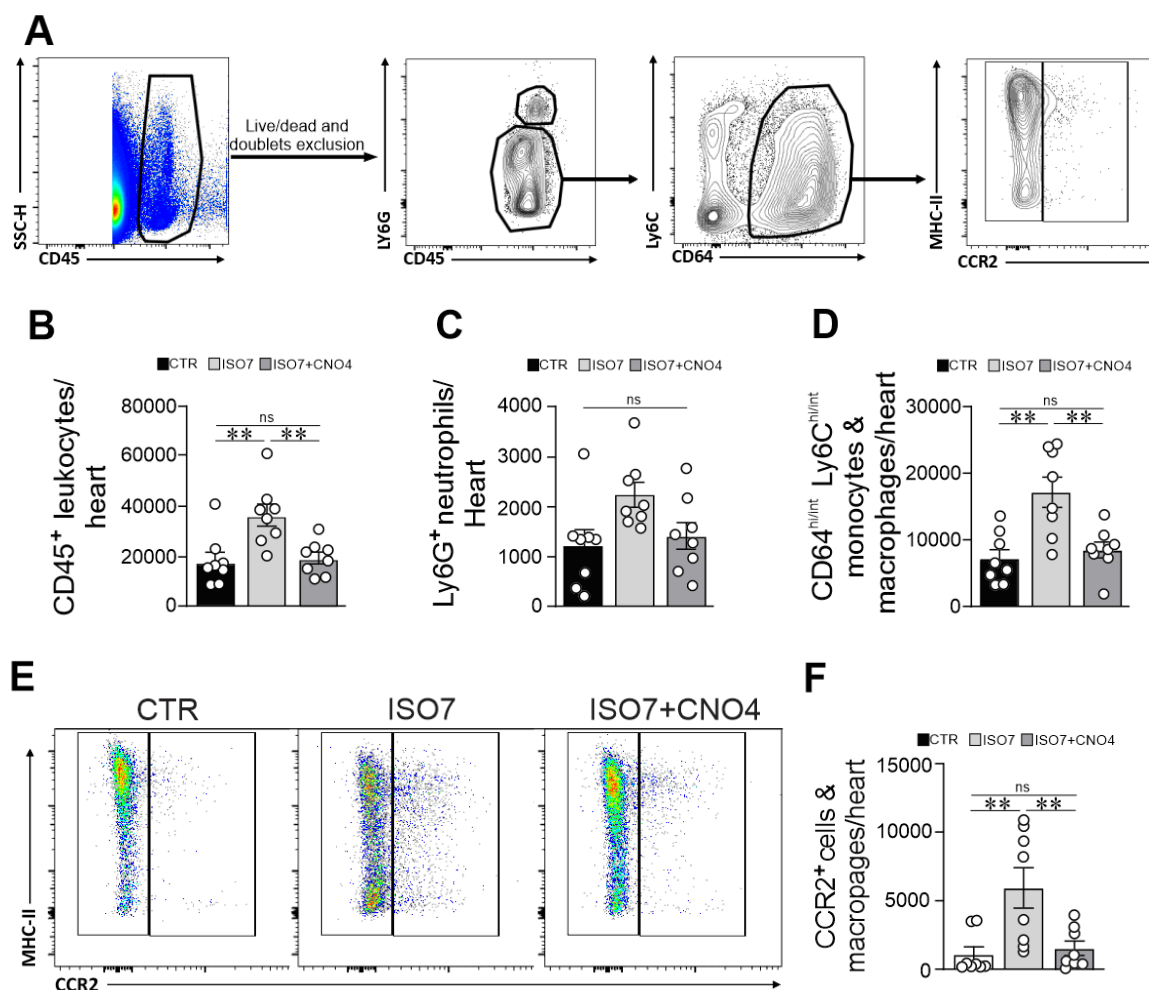 A
SSC-H
CD45
Live/dead and
doublets exclusion
LY6G
CD45
Ly6C
CD64
MHC-II
CCR2
B
CTR ISO7 ISO7+CNO4
CD45⁺ leukocytes/
heart
80000
60000
40000
20000
0
ns
** **
C
CTR ISO7 ISO7+CNO4
Ly6G⁺ neutrophils/
Heart
4000
3000
2000
1000
0
ns
D
CTR ISO7 ISO7+CNO4
CD64ʰⁱ/ⁱⁿᵗ Ly6Cʰⁱ/ⁱⁿᵗ
monocytes &
macrophages/heart
30000
20000
10000
0
ns
** **
E
CTR ISO7 ISO7+CNO4
MHC-II
CCR2
F
CTR ISO7 ISO7+CNO4
CCR2⁺ cells &
macropages/heart
15000
10000
5000
0
ns
** **